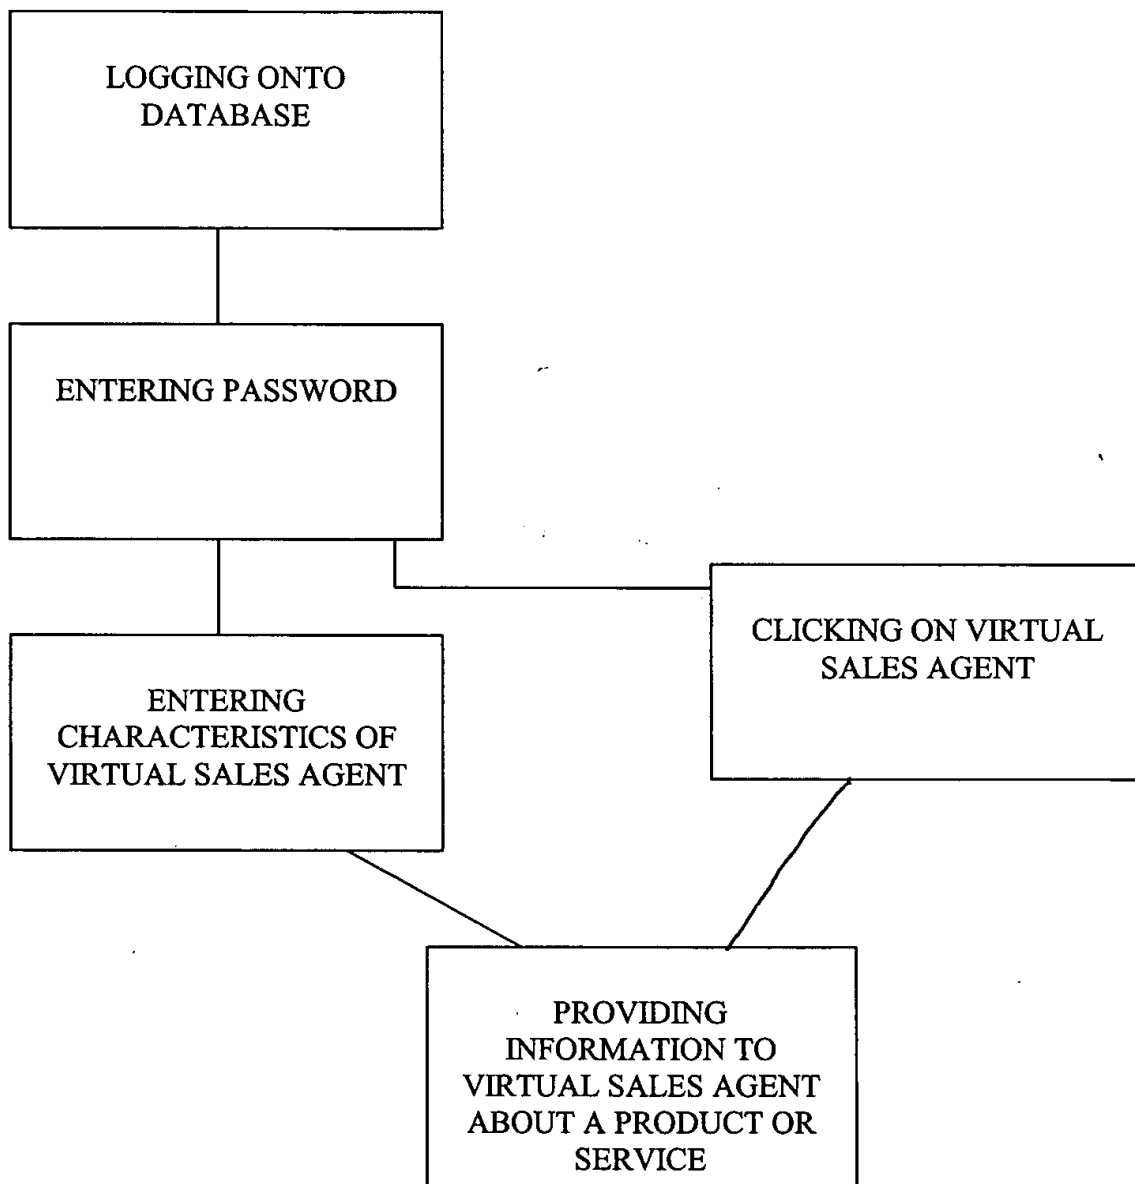 LOGGING ONTO
DATABASE
ENTERING PASSWORD
CLICKING ON VIRTUAL
SALES AGENT
ENTERING
CHARACTERISTICS OF
VIRTUAL SALES AGENT
PROVIDING
INFORMATION TO
VIRTUAL SALES AGENT
ABOUT A PRODUCT OR
SERVICE